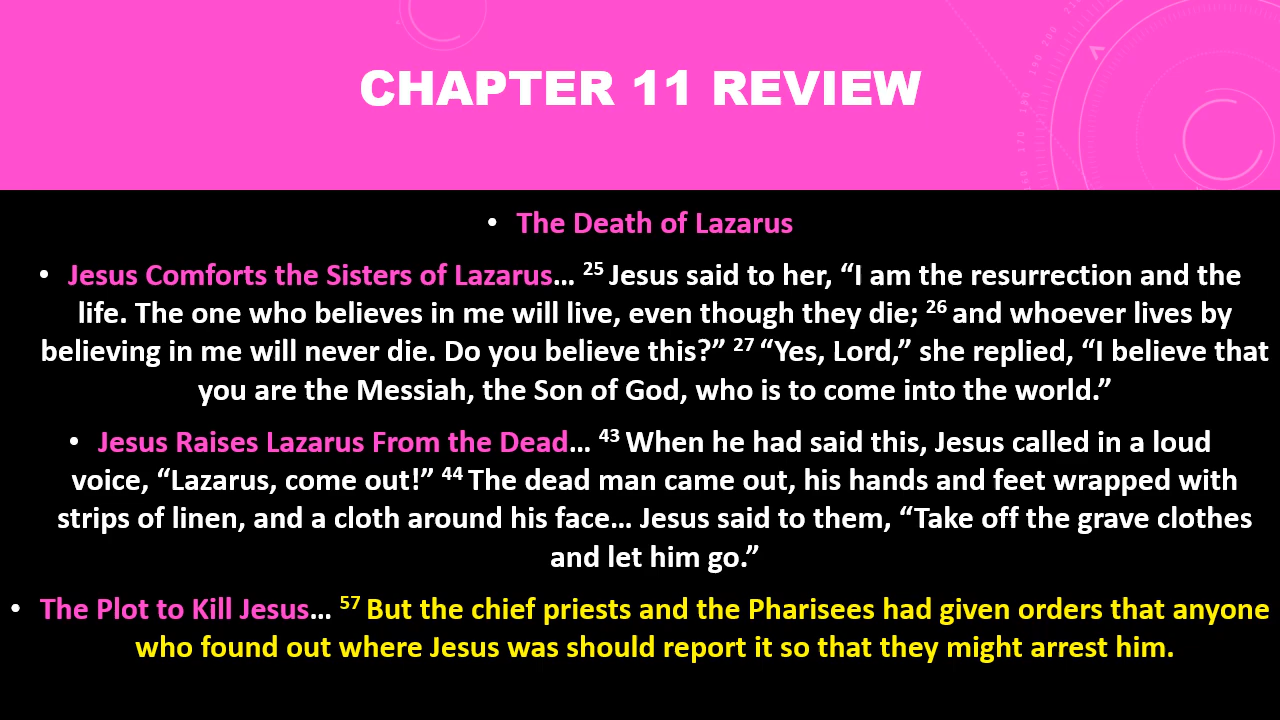 CHAPTER 11 REVIEW
• The Death of Lazarus
• Jesus Comforts the Sisters of Lazarus… 25 Jesus said to her, “I am the resurrection and the
life. The one who believes in me will live, even though they die; 26 and whoever lives by
believing in me will never die. Do you believe this?” 27 “Yes, Lord,” she replied, “I believe that
you are the Messiah, the Son of God, who is to come into the world.”
• Jesus Raises Lazarus From the Dead… 43 When he had said this, Jesus called in a loud
voice, “Lazarus, come out!” 44 The dead man came out, his hands and feet wrapped with
strips of linen, and a cloth around his face… Jesus said to them, “Take off the grave clothes
and let him go.”
• The Plot to Kill Jesus… 57 But the chief priests and the Pharisees had given orders that anyone
who found out where Jesus was should report it so that they might arrest him.